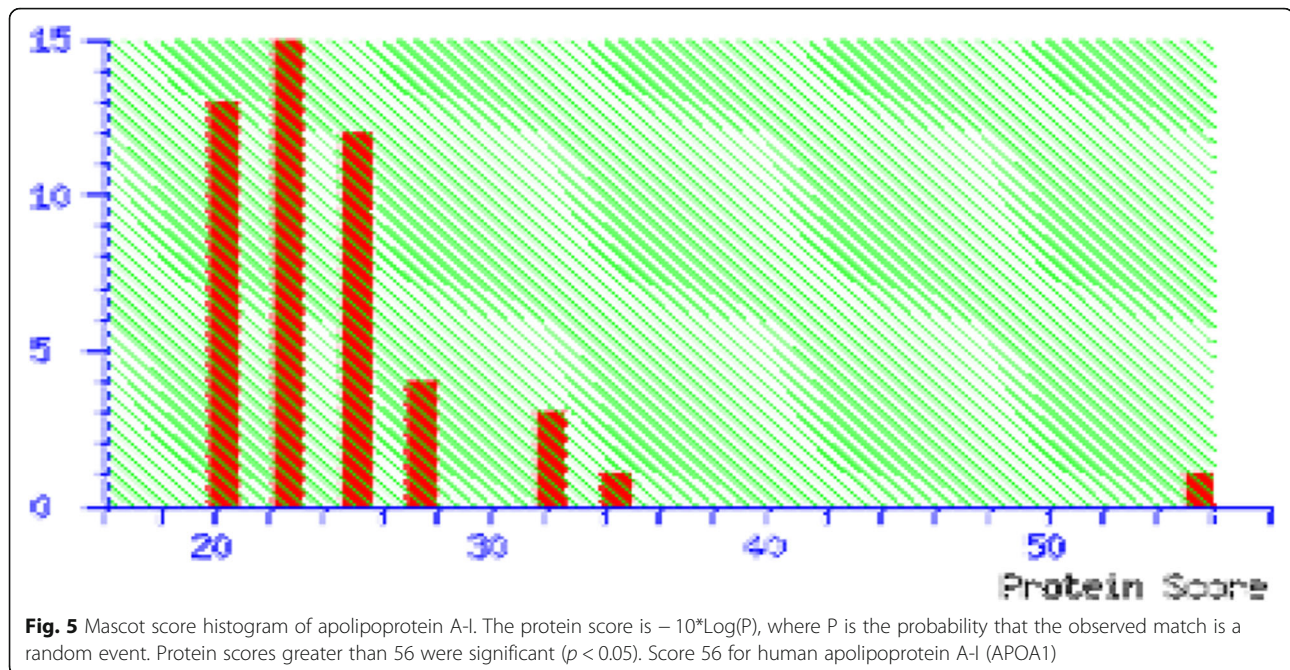 15
10
5
0
20 30 40 50
Protein Score
Fig. 5 Mascot score histogram of apolipoprotein A-I. The protein score is − 10*Log(P), where P is the probability that the observed match is a
random event. Protein scores greater than 56 were significant (p < 0.05). Score 56 for human apolipoprotein A-I (APOA1)